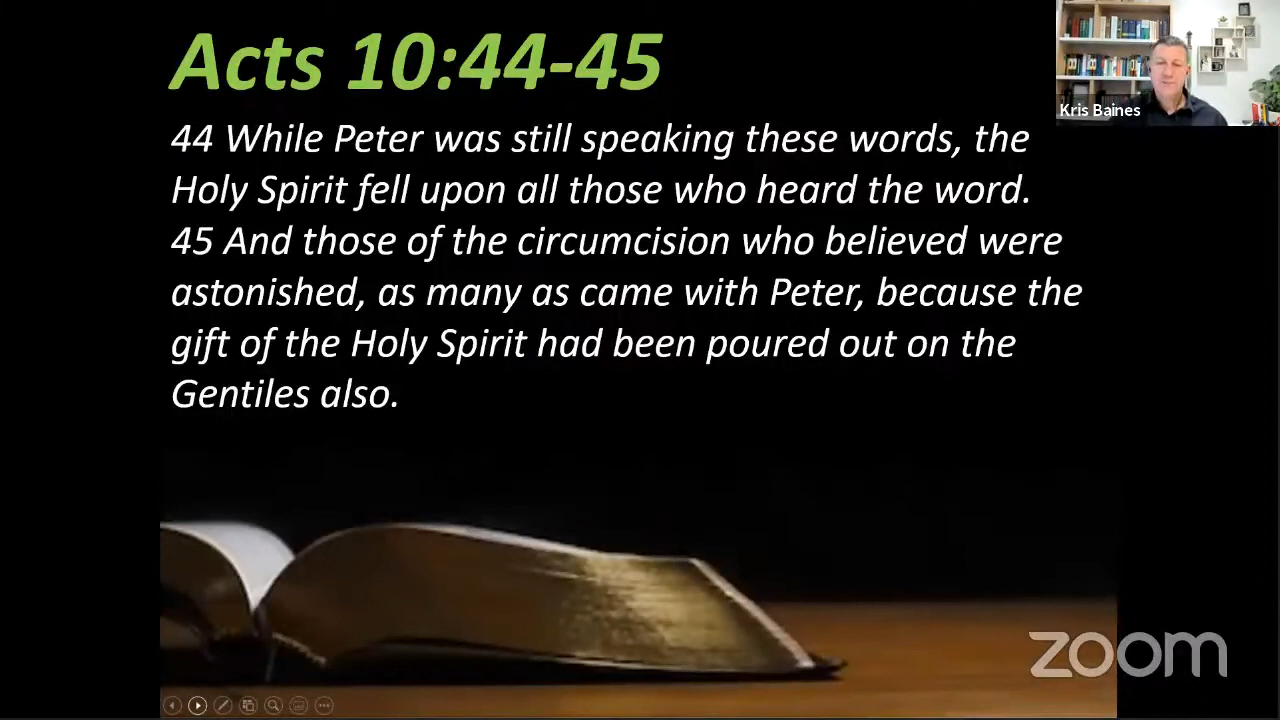 Acts 10:44-45
Kris Baines
44 While Peter was still speaking these words, the
Holy Spirit fell upon all those who heard the word.
45 And those of the circumcision who believed were
astonished, as many as came with Peter, because the
gift of the Holy Spirit had been poured out on the
Gentiles also.
zoom